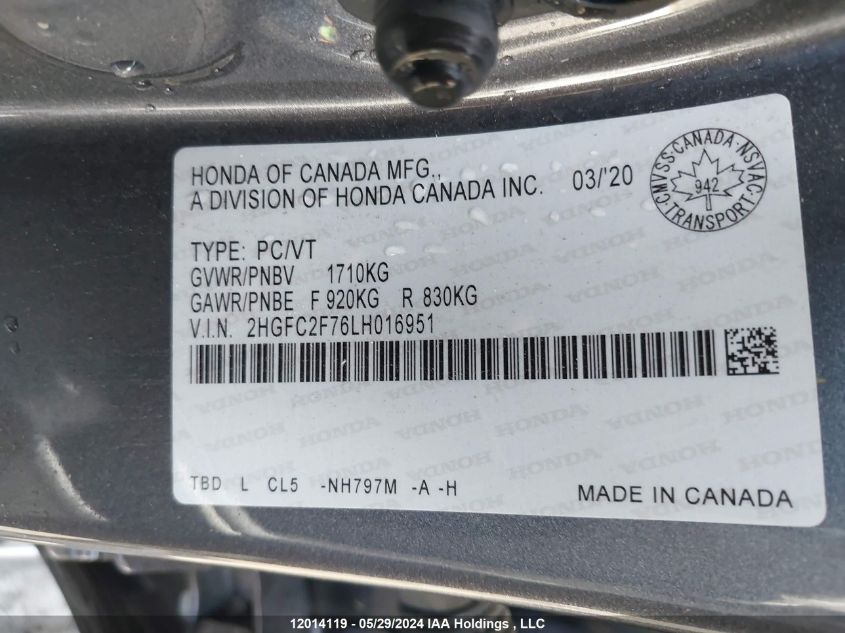 HONDA OF CANADA MFG.,
A DIVISION OF HONDA CANADA INC. 03/'20
CMVSS·CANADA·NSVAC·TRANSPORT
942
TYPE: PC/VT
GVWR/PNBV 1710KG
GAWR/PNBE F 920KG R 830KG
V.I.N. 2HGFC2F76LH016951
TBD L CL5 -NH797M -A -H
MADE IN CANADA
12014119 - 05/29/2024 IAA Holdings , LLC